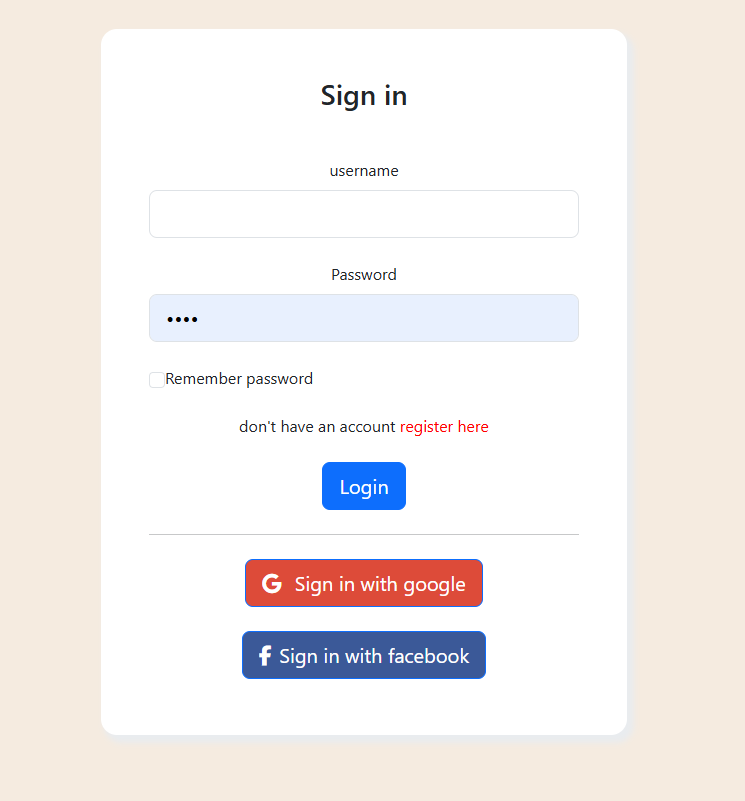 Sign in
username
Password
••••
Remember password
don't have an account register here
Login
Sign in with google
Sign in with facebook